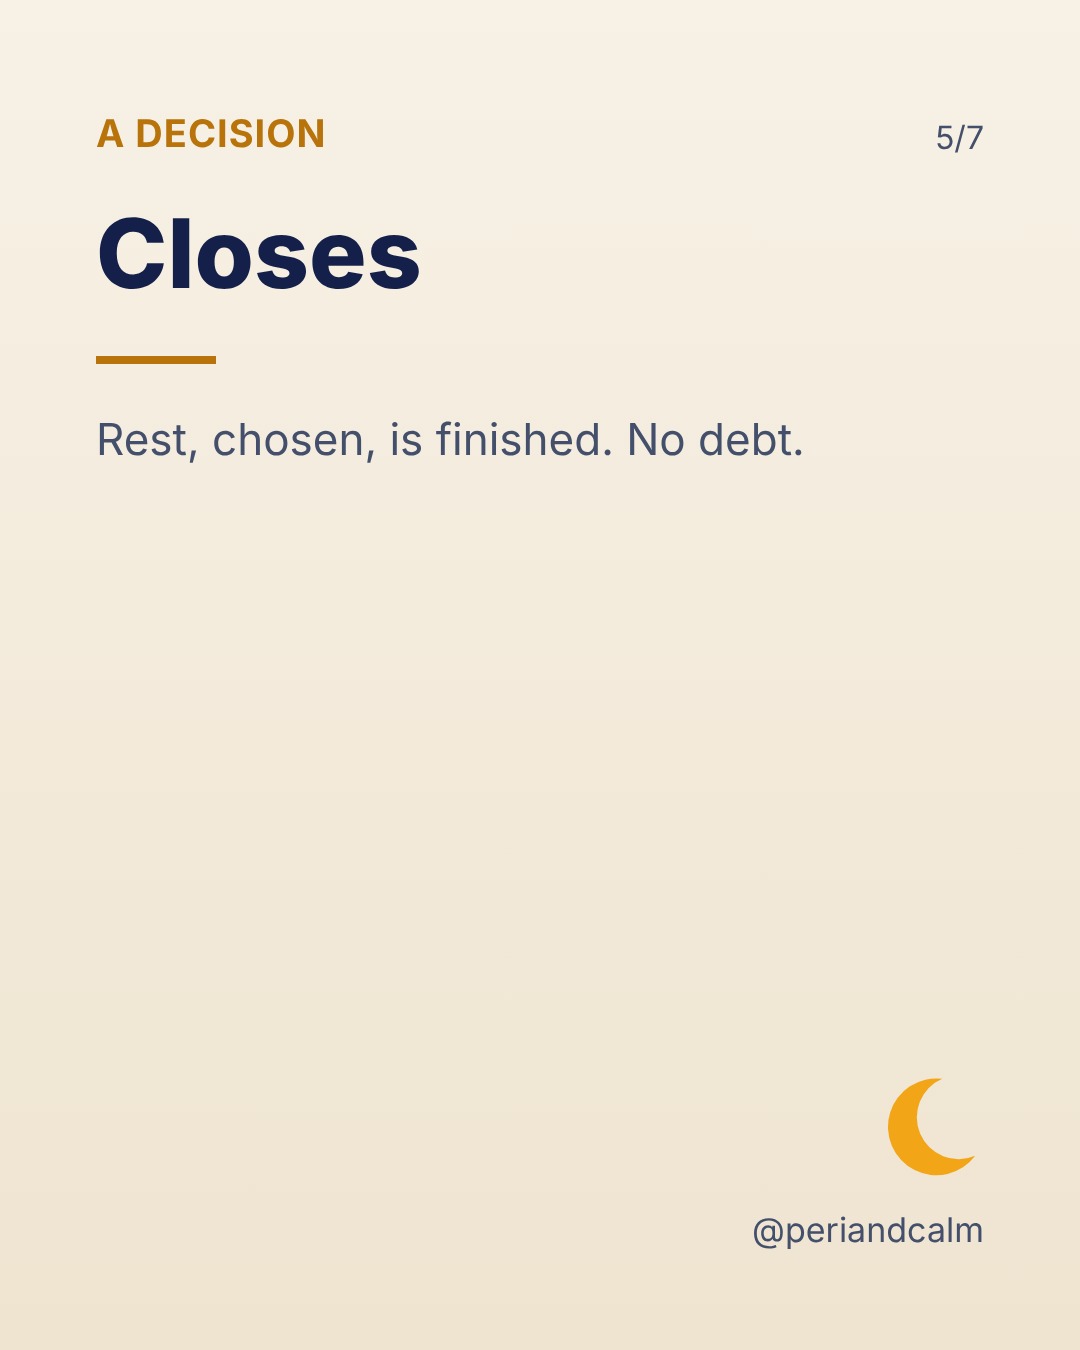 A DECISION
5/7
Closes
Rest, chosen, is finished. No debt.
@periandcalm